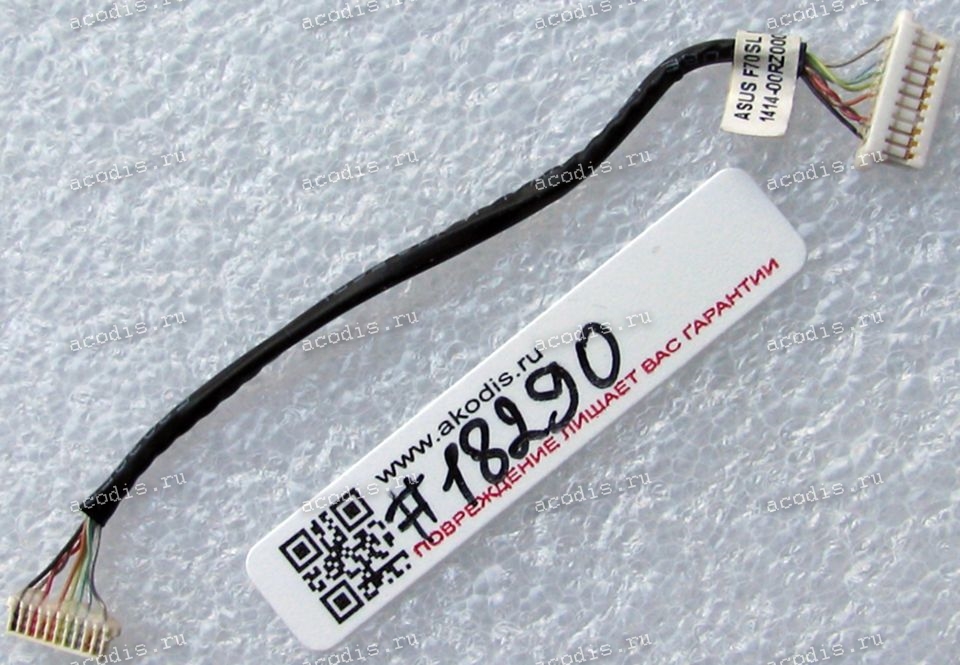 ASUS F70SL
1414-00RZ000
www.akodis.ru
#18290
ПОВРЕЖДЕНИЕ ЛИШАЕТ ВАС ГАРАНТИИ
acodis.ru